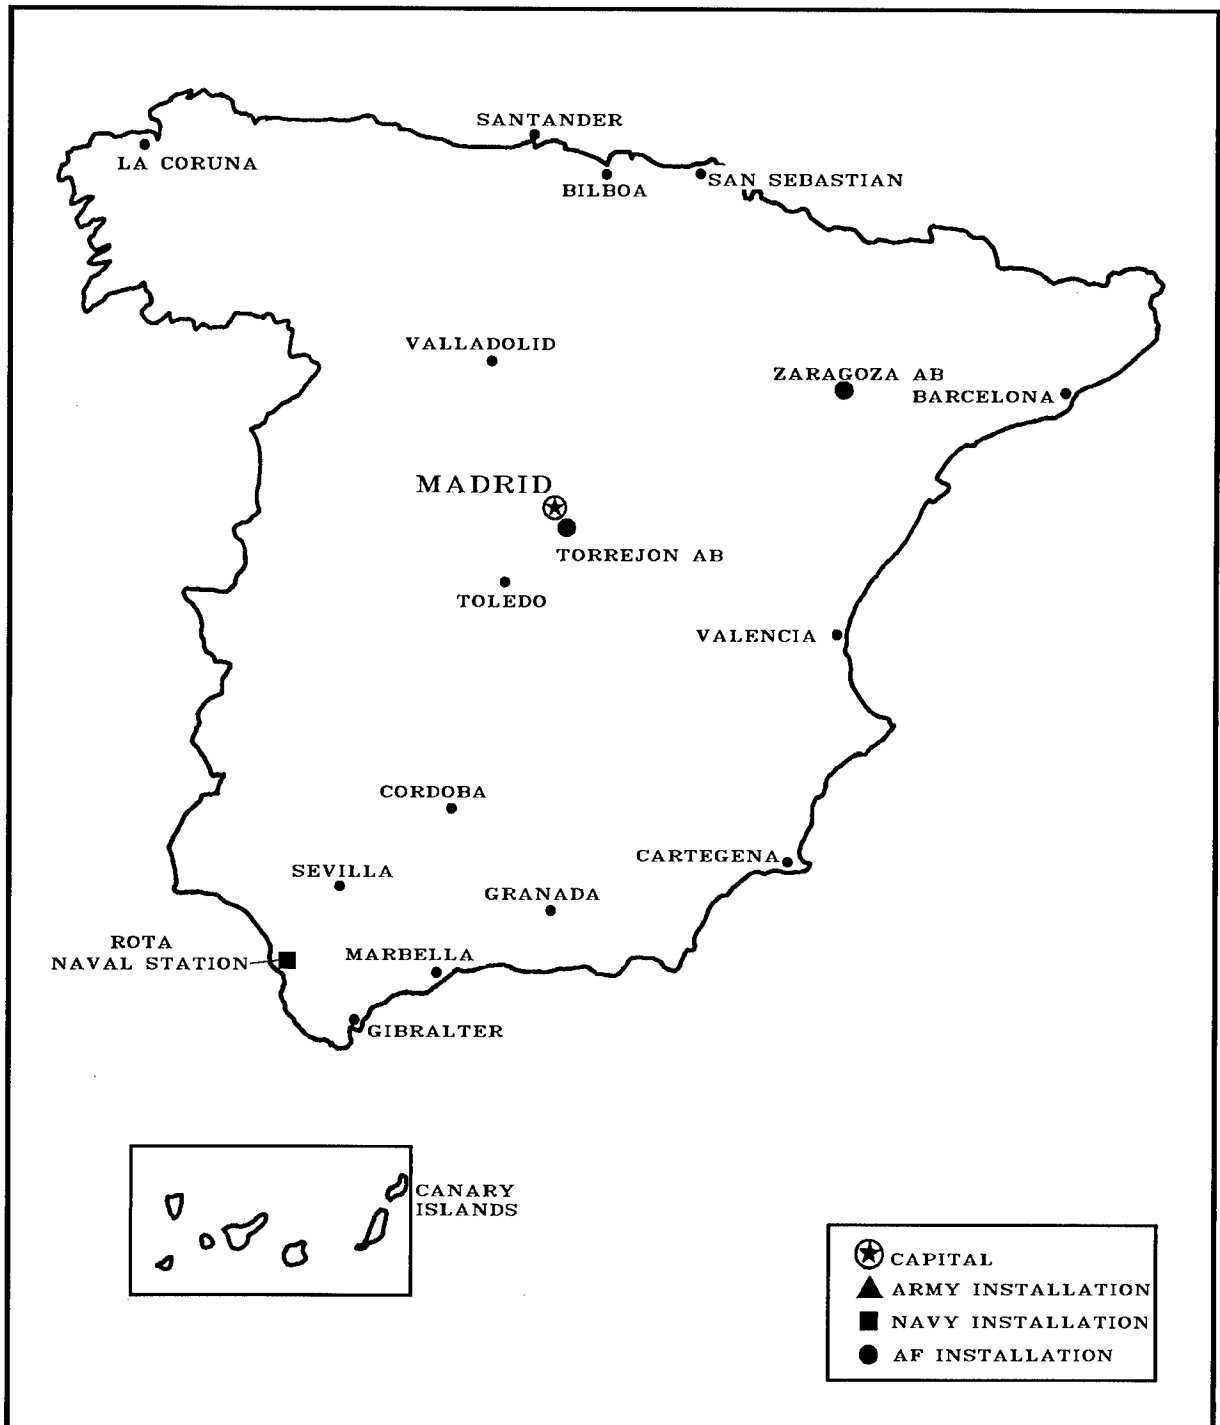 SANTANDER
LA CORUNA
BILBOA
SAN SEBASTIAN
VALLADOLID
ZARAGOZA AB
BARCELONA
MADRID
TORREJON AB
TOLEDO
VALENCIA
CORDOBA
CARTEGENA
SEVILLA
GRANADA
ROTA
NAVAL STATION
MARBELLA
GIBRALTER
CANARY
ISLANDS
CAPITAL
ARMY INSTALLATION
NAVY INSTALLATION
AF INSTALLATION